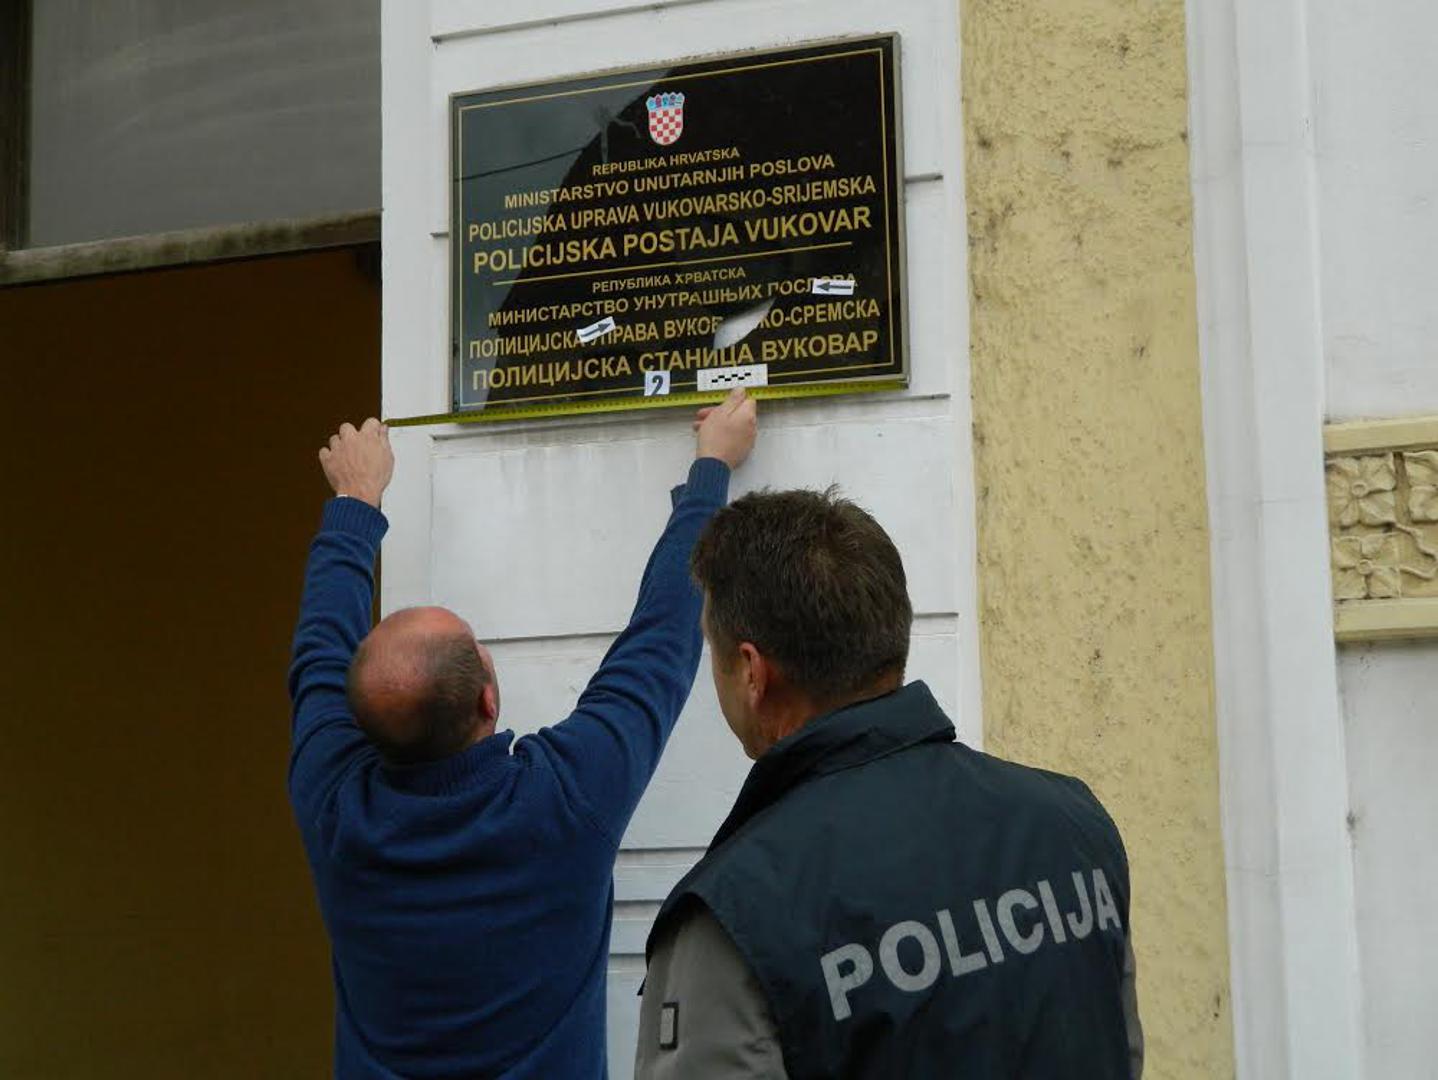 REPUBLIKA HRVATSKA
MINISTARSTVO UNUTARNJIH POSLOVA
POLICIJSKA UPRAVA VUKOVARSKO-SRIJEMSKA
POLICIJSKA POSTAJA VUKOVAR
РЕПУБЛИКА ХРВАТСКА
МИНИСТАРСТВО УНУТРАШЊИХ
ПОЛИЦИЈСКА УПРАВА СРЕМСКА
ПОЛИЦИЈСКА СТАНИЦА ВУКОВАР
2
POLICIJA